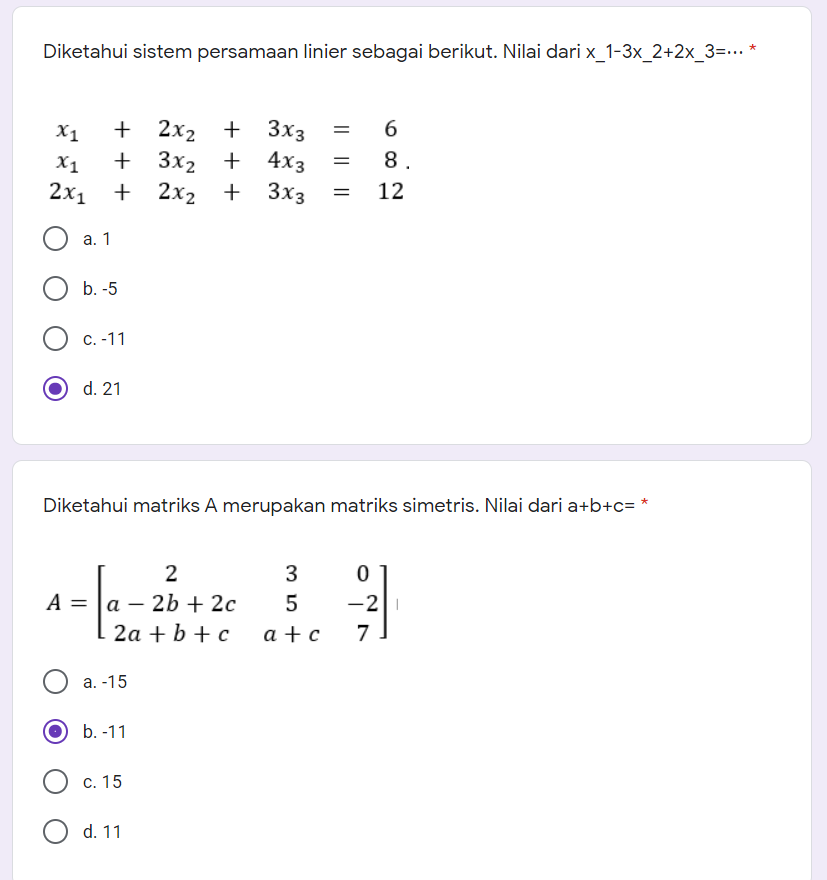 Diketahui sistem persamaan linier sebagai berikut. Nilai dari x_1-3x_2+2x_3=⋯ *
x₁ + 2x₂ + 3x₃ = 6
x₁ + 3x₂ + 4x₃ = 8 .
2x₁ + 2x₂ + 3x₃ = 12
a. 1
b. -5
c. -11
d. 21
Diketahui matriks A merupakan matriks simetris. Nilai dari a+b+c= *
2 3 0
A = [a − 2b + 2c 5 −2]
2a + b + c a + c 7
a. -15
b. -11
c. 15
d. 11